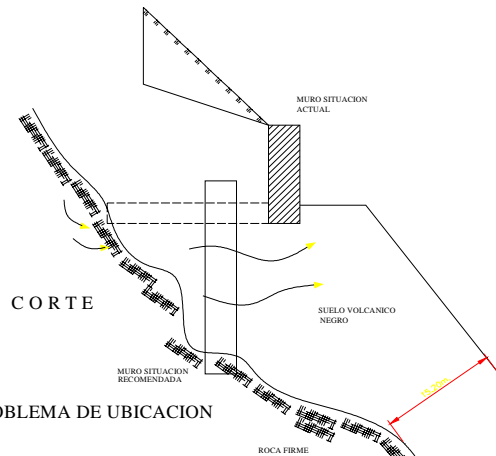 MURO SITUACION
ACTUAL
C O R T E
SUELO VOLCANICO
NEGRO
MURO SITUACION
RECOMENDADA
OBLEMA DE UBICACION
ROCA FIRME